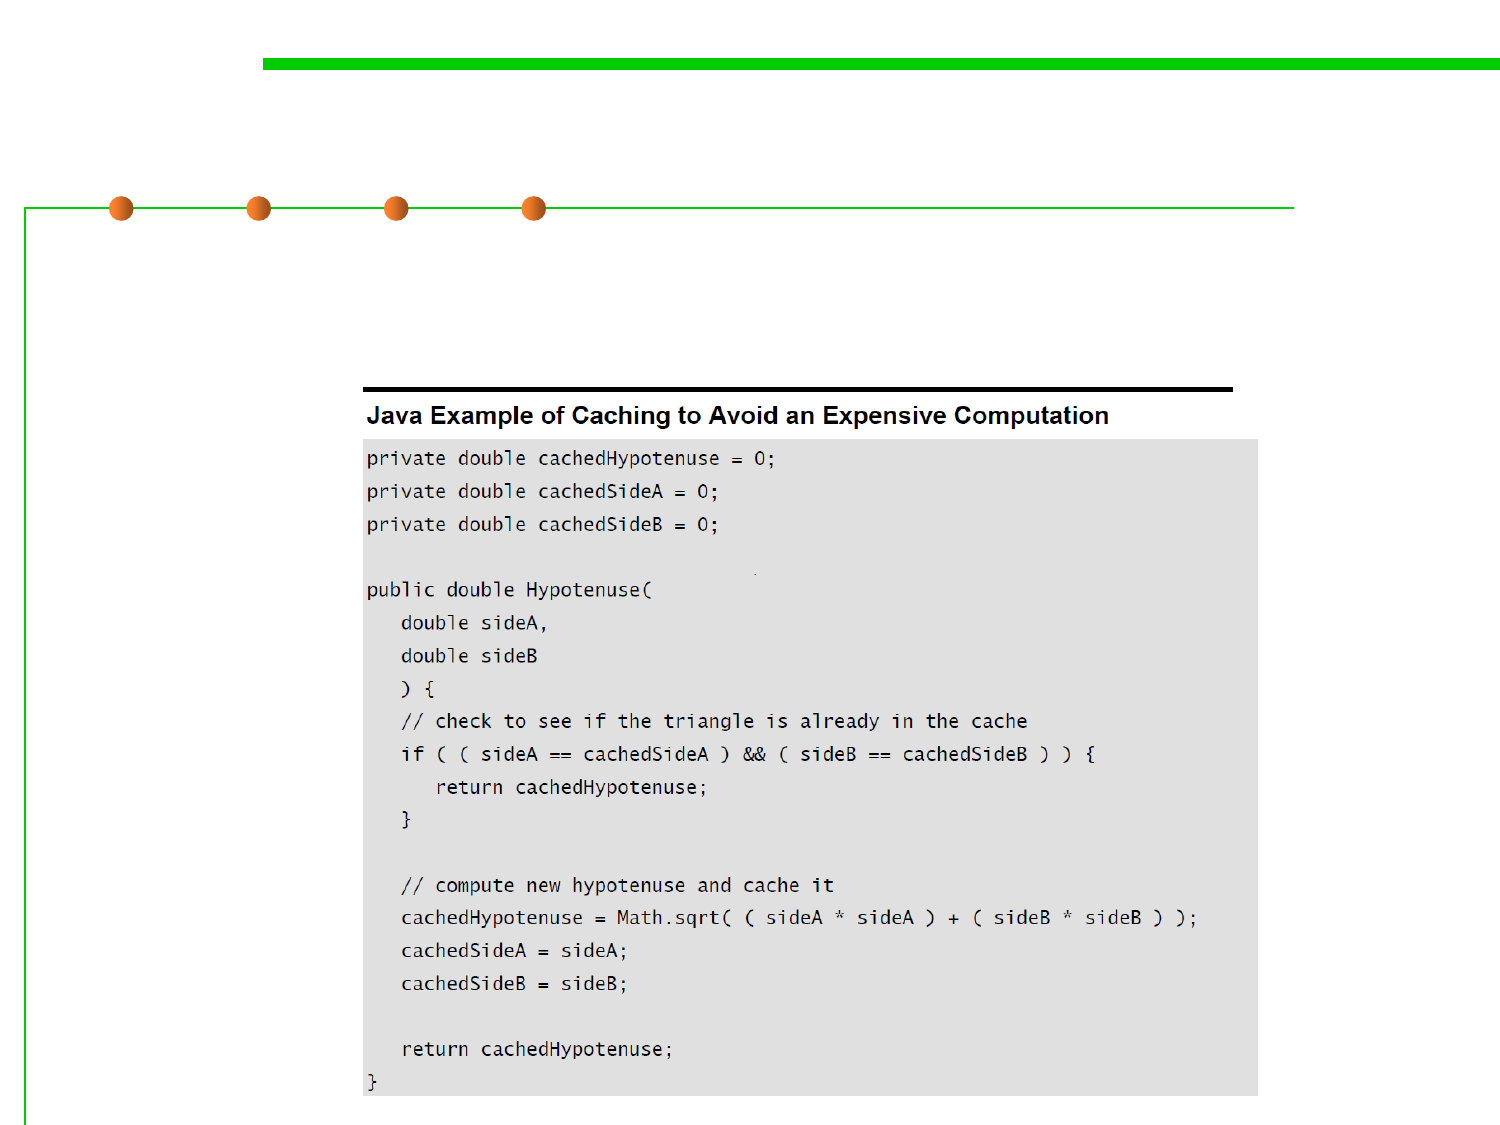 Java Example of Caching to Avoid an Expensive Computation
private double cachedHypotenuse = 0;
private double cachedSideA = 0;
private double cachedSideB = 0;
public double Hypotenuse(
double sideA,
double sideB
) {
// check to see if the triangle is already in the cache
if ( ( sideA == cachedSideA ) && ( sideB == cachedSideB ) ) {
return cachedHypotenuse;
}
// compute new hypotenuse and cache it
cachedHypotenuse = Math.sqrt( ( sideA * sideA ) + ( sideB * sideB ) );
cachedSideA = sideA;
cachedSideB = sideB;
return cachedHypotenuse;
}